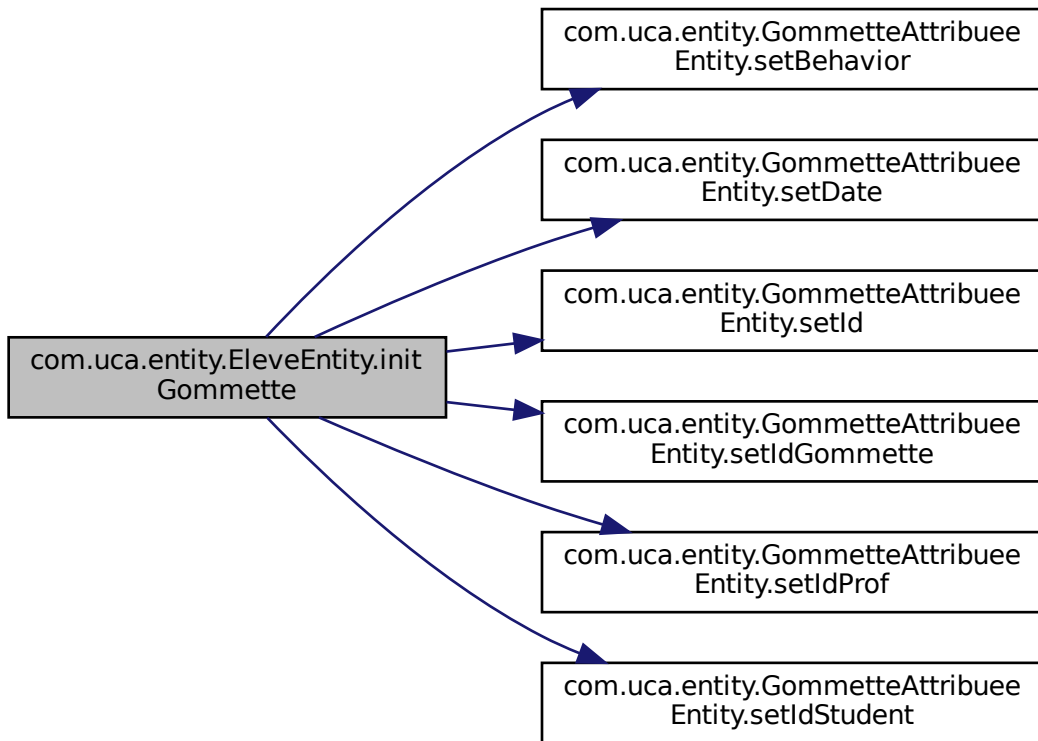 com.uca.entity.GommetteAttribuee
Entity.setBehavior
com.uca.entity.GommetteAttribuee
Entity.setDate
com.uca.entity.GommetteAttribuee
Entity.setId
com.uca.entity.EleveEntity.init
Gommette
com.uca.entity.GommetteAttribuee
Entity.setIdGommette
com.uca.entity.GommetteAttribuee
Entity.setIdProf
com.uca.entity.GommetteAttribuee
Entity.setIdStudent